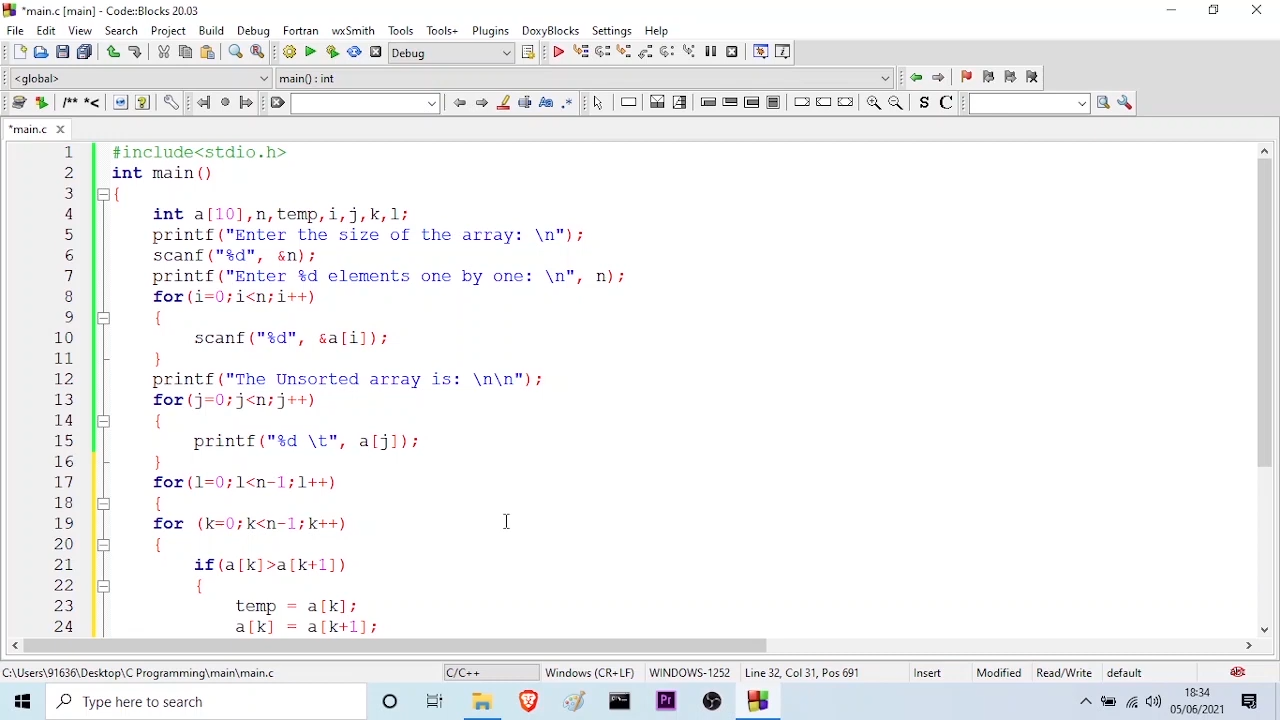 *main.c [main] - Code::Blocks 20.03
File Edit View Search Project Build Debug Fortran wxSmith Tools Tools+ Plugins DoxyBlocks Settings Help
Debug
<global> main() : int
/** *< .* S C
*main.c
1 #include<stdio.h>
2 int main()
3 {
4 int a[10],n,temp,i,j,k,l;
5 printf("Enter the size of the array: \n");
6 scanf("%d", &n);
7 printf("Enter %d elements one by one: \n", n);
8 for(i=0;i<n;i++)
9 {
10 scanf("%d", &a[i]);
11 }
12 printf("The Unsorted array is: \n\n");
13 for(j=0;j<n;j++)
14 {
15 printf("%d \t", a[j]);
16 }
17 for(l=0;l<n-1;l++)
18 {
19 for (k=0;k<n-1;k++)
20 {
21 if(a[k]>a[k+1])
22 {
23 temp = a[k];
24 a[k] = a[k+1];
C:\Users\91636\Desktop\C Programming\main\main.c C/C++ Windows (CR+LF) WINDOWS-1252 Line 32, Col 31, Pos 691 Insert Modified Read/Write default
Type here to search
Pr
18:34
05/06/2021